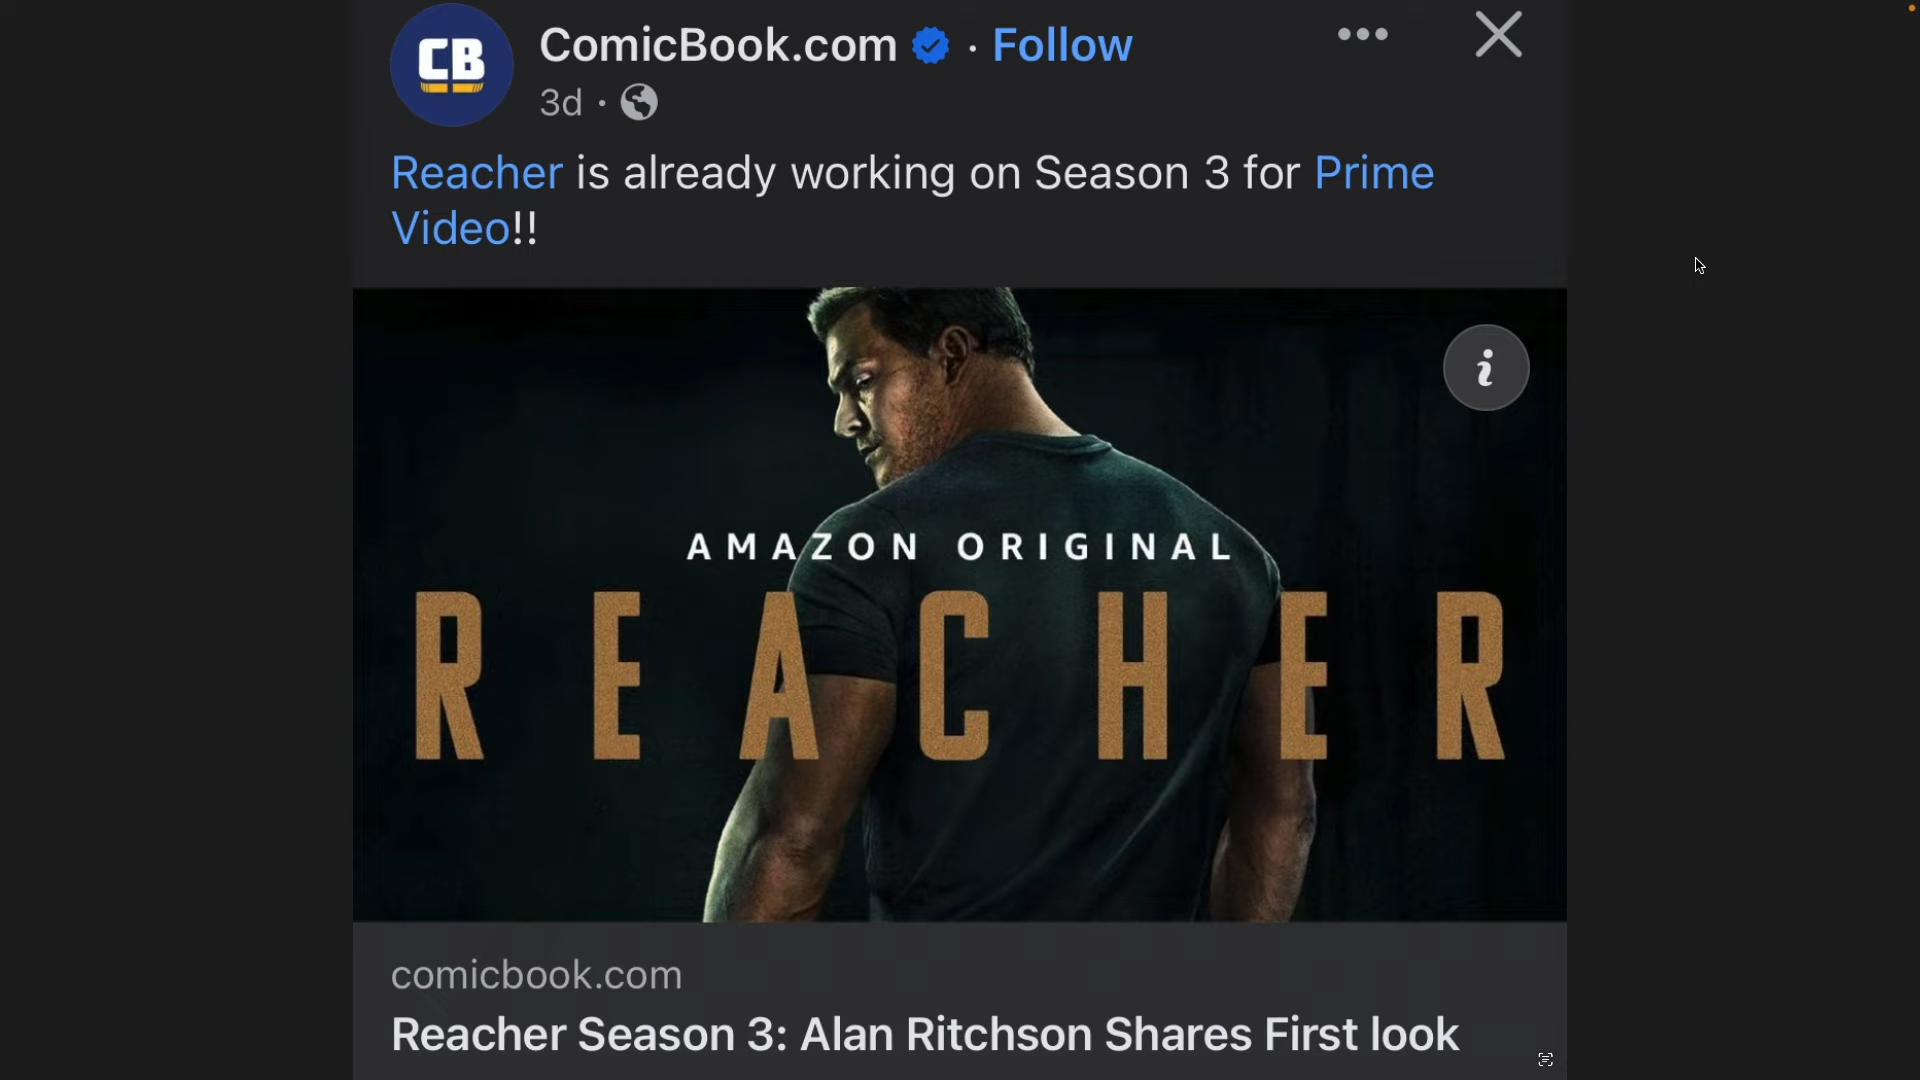 CB
ComicBook.com · Follow
3d ·
Reacher is already working on Season 3 for Prime
Video!!
i
AMAZON ORIGINAL
REACHER
comicbook.com
Reacher Season 3: Alan Ritchson Shares First look